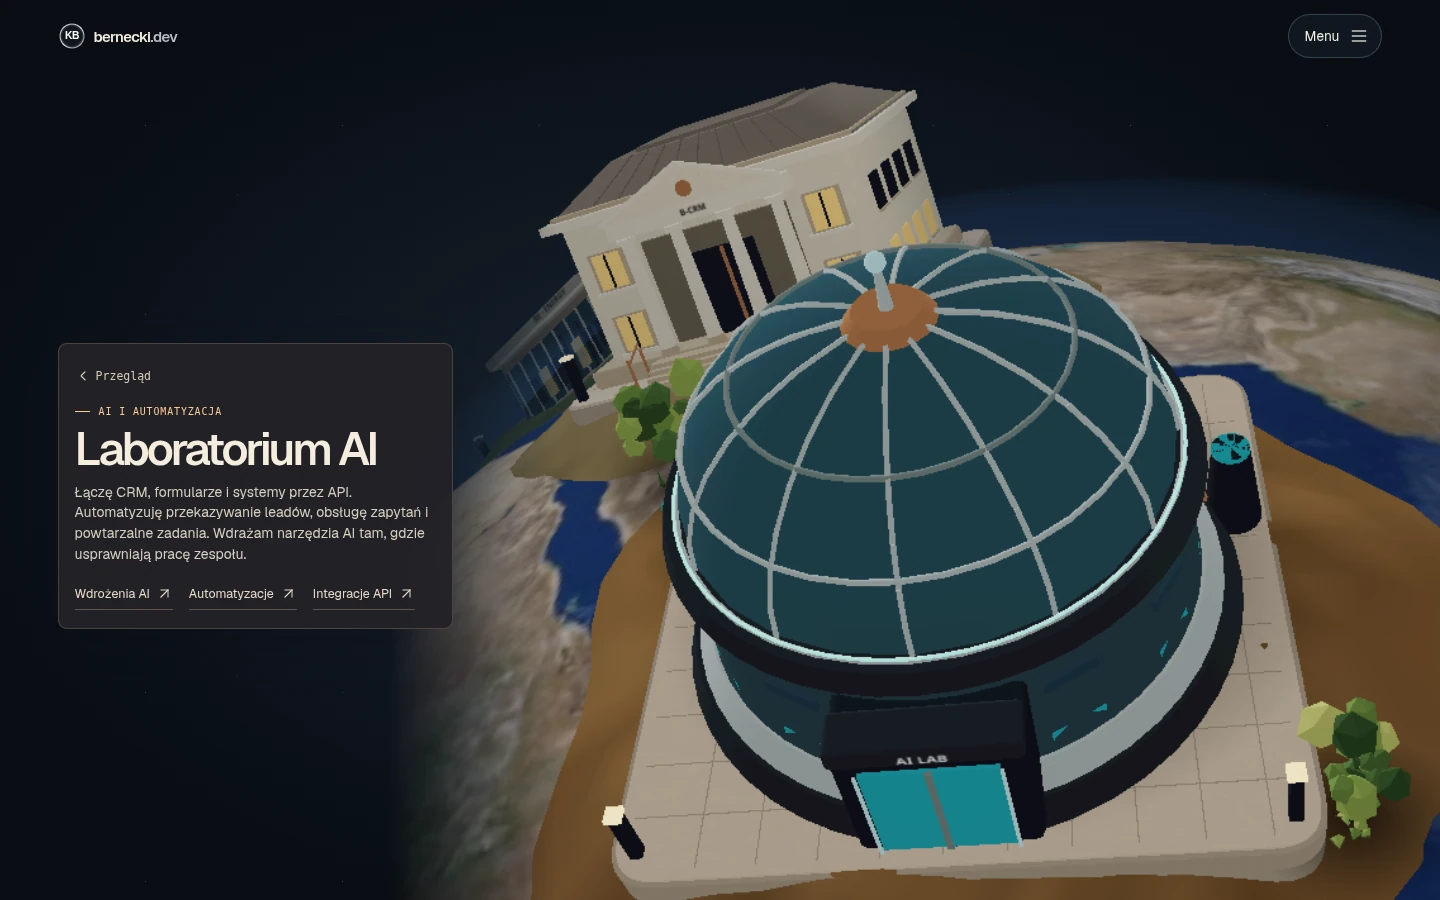 KB
bernecki.dev
Menu
B-CRM
Przegląd
AI I AUTOMATYZACJA
Laboratorium AI
Łączę CRM, formularze i systemy przez API.
Automatyzuję przekazywanie leadów, obsługę zapytań i
powtarzalne zadania. Wdrażam narzędzia AI tam, gdzie
usprawniają pracę zespołu.
Wdrożenia AI
Automatyzacje
Integracje API
AI LAB